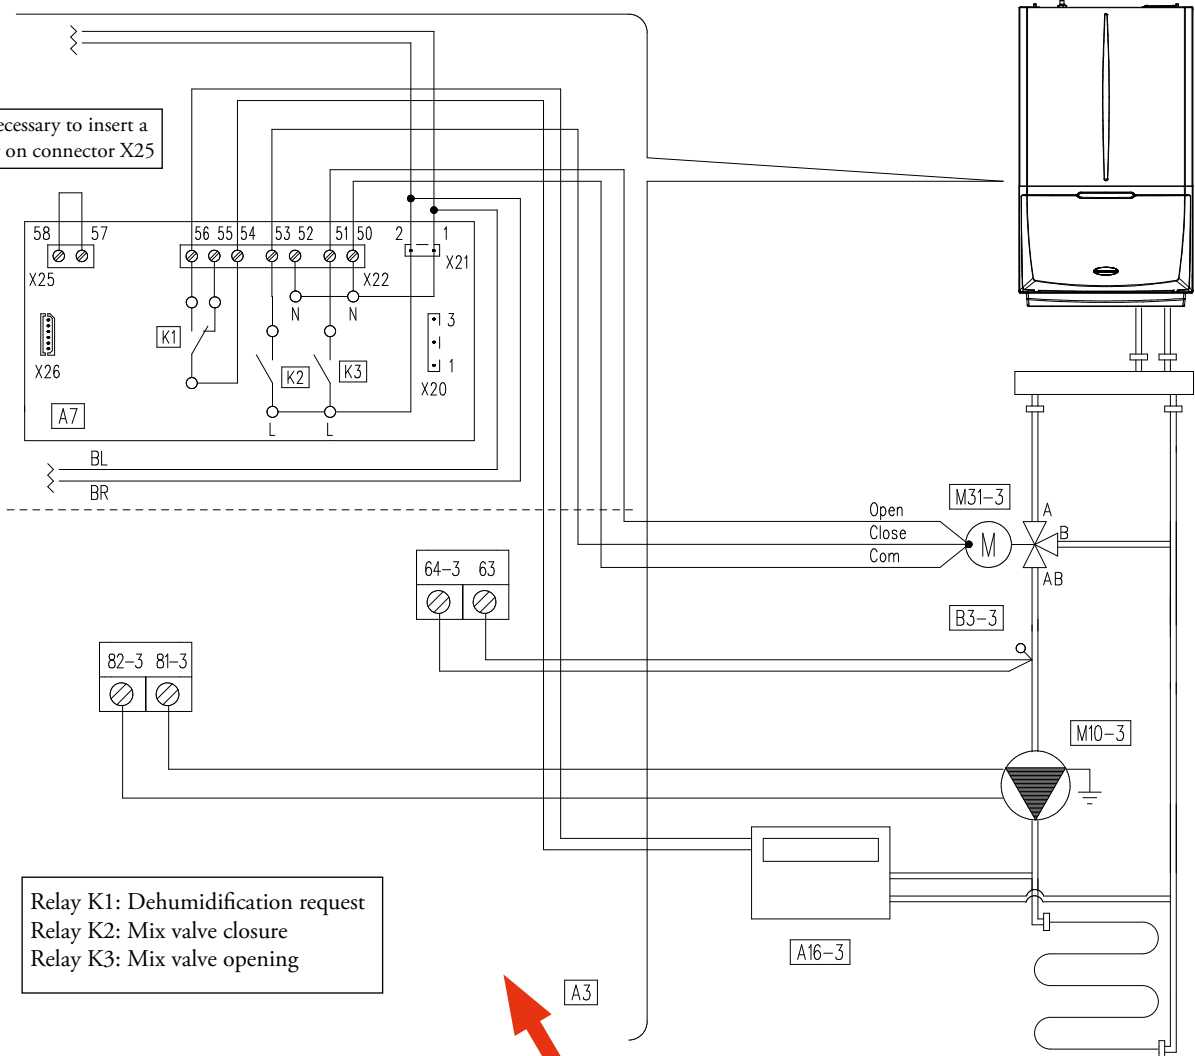 ecessary to insert a
on connector X25
58 57
56 55 54 53 52 51 50 2 1
X25
X22
X21
N N
K1
K2
K3
3
1
X20
X26
A7
L L
BL
BR
M31-3
Open
Close
Com
M
A
B
AB
64-3 63
B3-3
82-3 81-3
M10-3
Relay K1: Dehumidification request
Relay K2: Mix valve closure
Relay K3: Mix valve opening
A16-3
A3